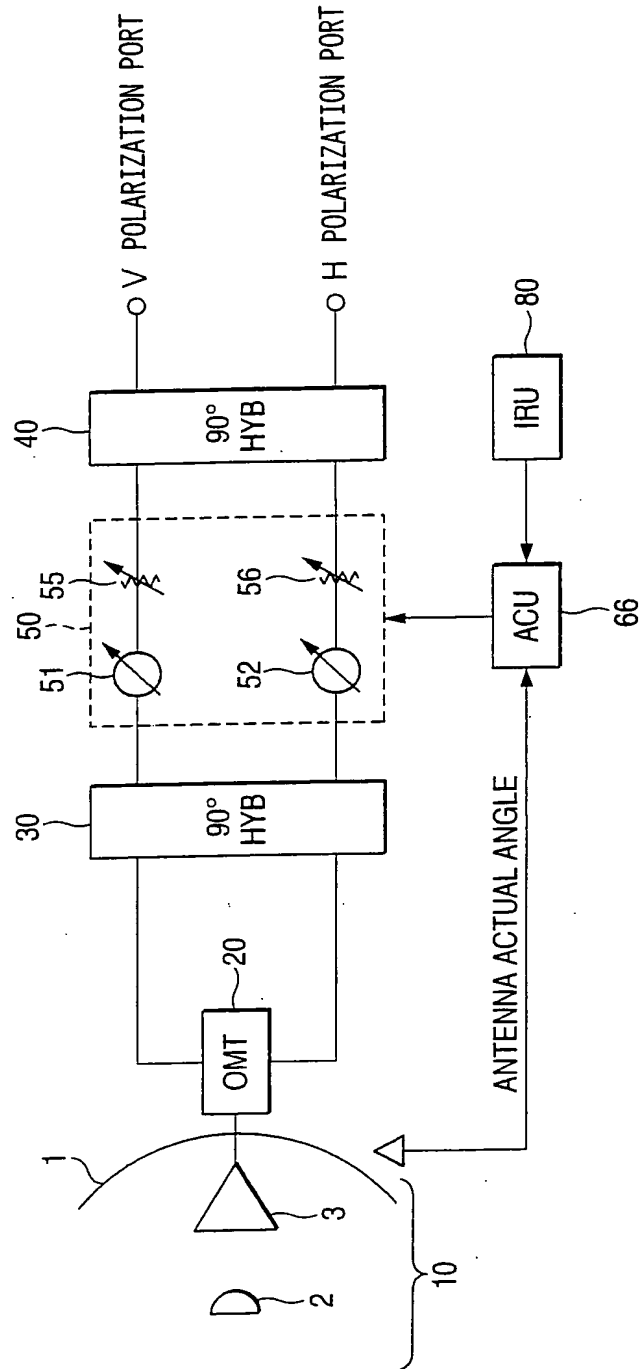 1
2
3
10
OMT
20
30
90°
HYB
50
51
52
55
56
40
90°
HYB
V POLARIZATION PORT
H POLARIZATION PORT
ANTENNA ACTUAL ANGLE
ACU
66
IRU
80